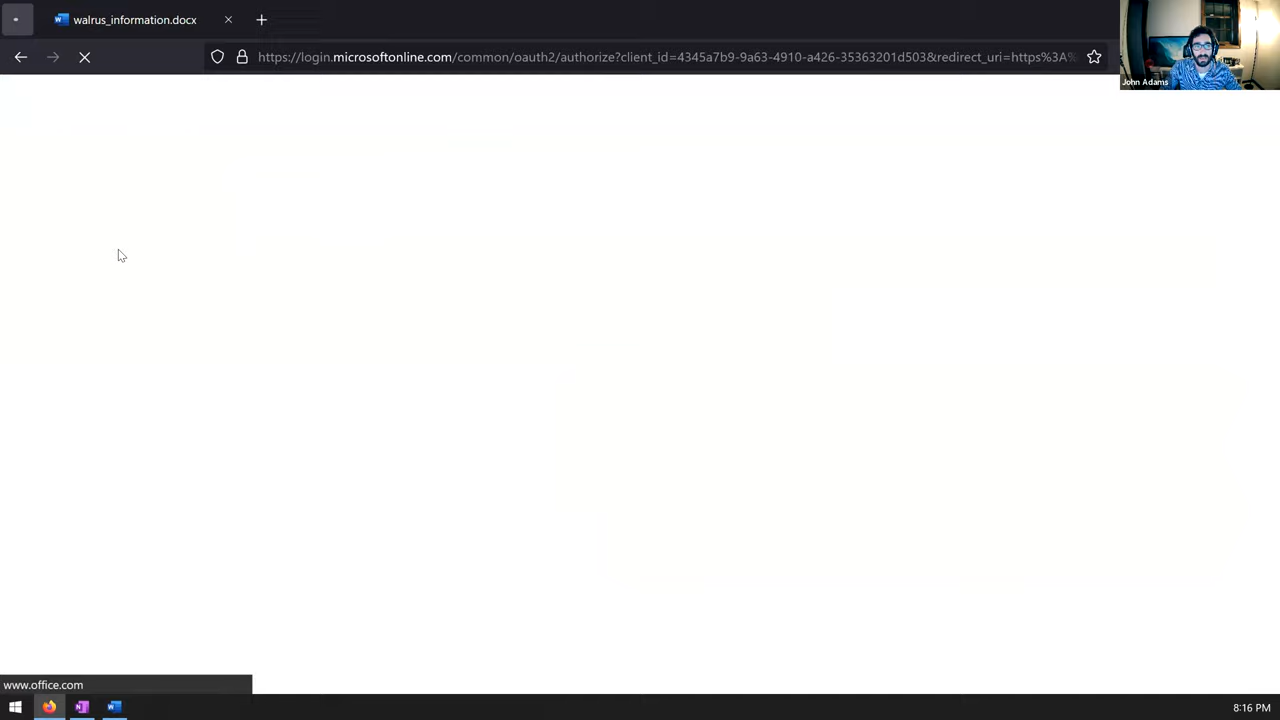 walrus_information.docx
https://login.microsoftonline.com/common/oauth2/authorize?client_id=4345a7b9-9a63-4910-a426-35363201d503&redirect_uri=https%3A%
John Adams
www.office.com
8:16 PM